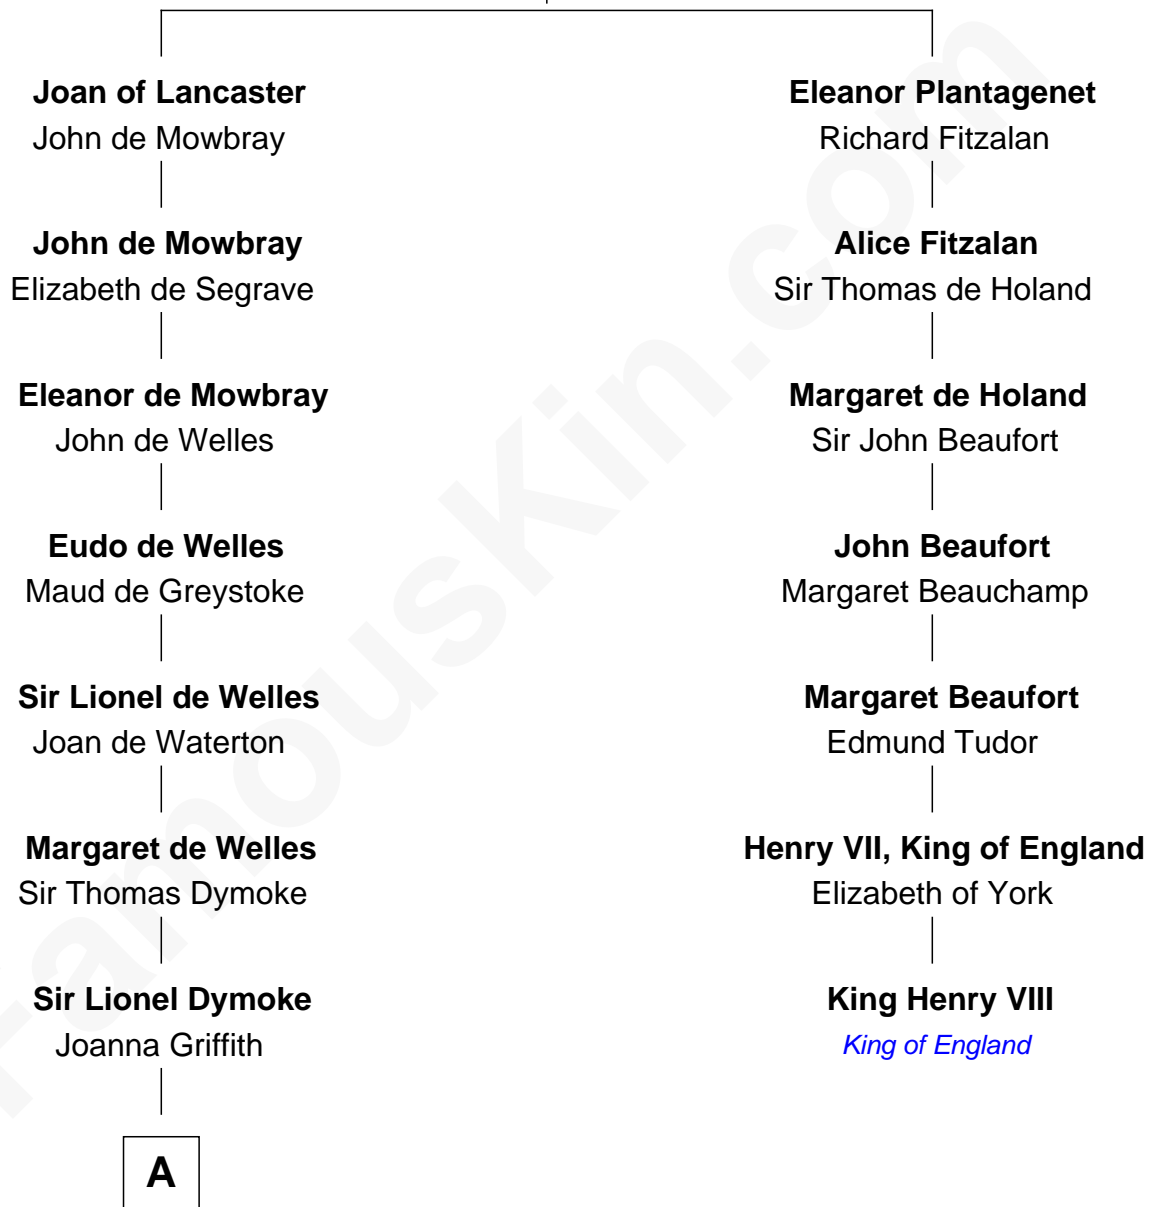 Joan of Lancaster
John de Mowbray
John de Mowbray
Elizabeth de Segrave
Eleanor de Mowbray
John de Welles
Eudo de Welles
Maud de Greystoke
Sir Lionel de Welles
Joan de Waterton
Margaret de Welles
Sir Thomas Dymoke
Sir Lionel Dymoke
Joanna Griffith
A
Eleanor Plantagenet
Richard Fitzalan
Alice Fitzalan
Sir Thomas de Holand
Margaret de Holand
Sir John Beaufort
John Beaufort
Margaret Beauchamp
Margaret Beaufort
Edmund Tudor
Henry VII, King of England
Elizabeth of York
King Henry VIII
King of England
FamousKin.com